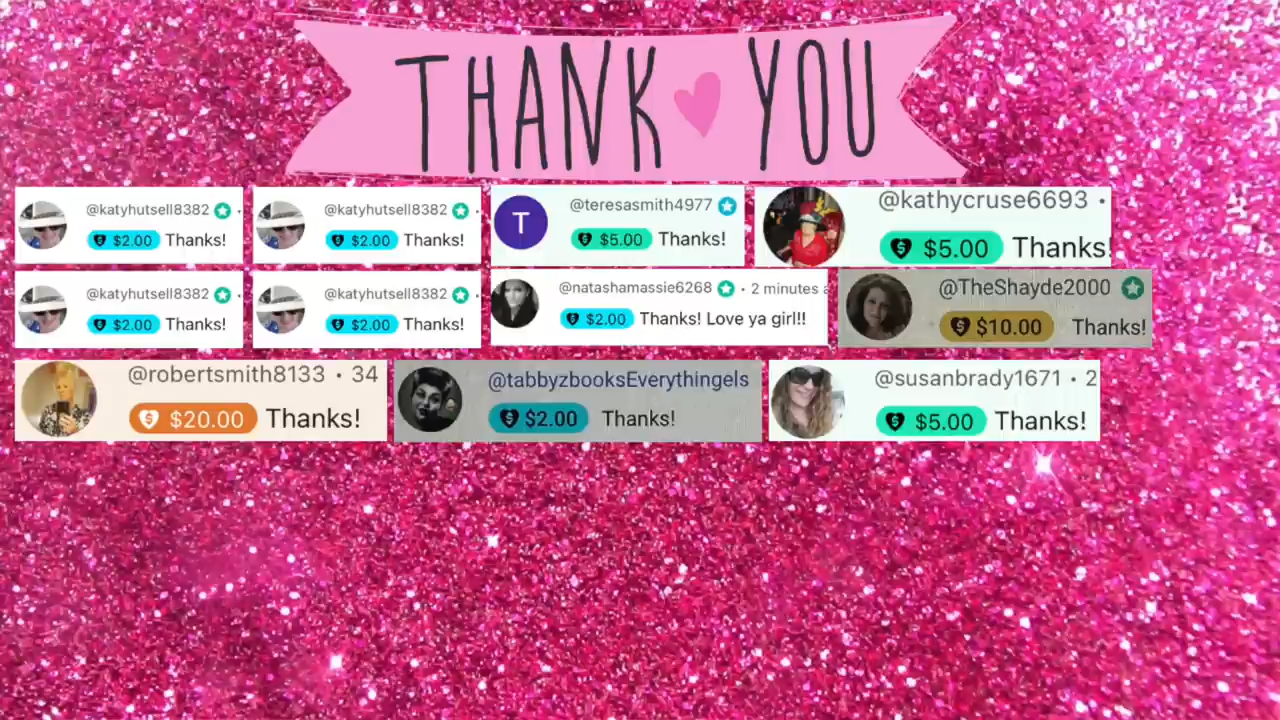 THANK YOU
@katyhutsell8382
$2.00 Thanks!
@katyhutsell8382
$2.00 Thanks!
T
@teresasmith4977
$5.00 Thanks!
@kathycruse6693 •
$5.00 Thanks!
@katyhutsell8382
$2.00 Thanks!
@katyhutsell8382
$2.00 Thanks!
@natashamassie6268 • 2 minutes a
$2.00 Thanks! Love ya girl!!
@TheShayde2000
$10.00 Thanks!
@robertsmith8133 • 34
$20.00 Thanks!
@tabbyzbooksEverythingels
$2.00 Thanks!
@susanbrady1671 • 2
$5.00 Thanks!